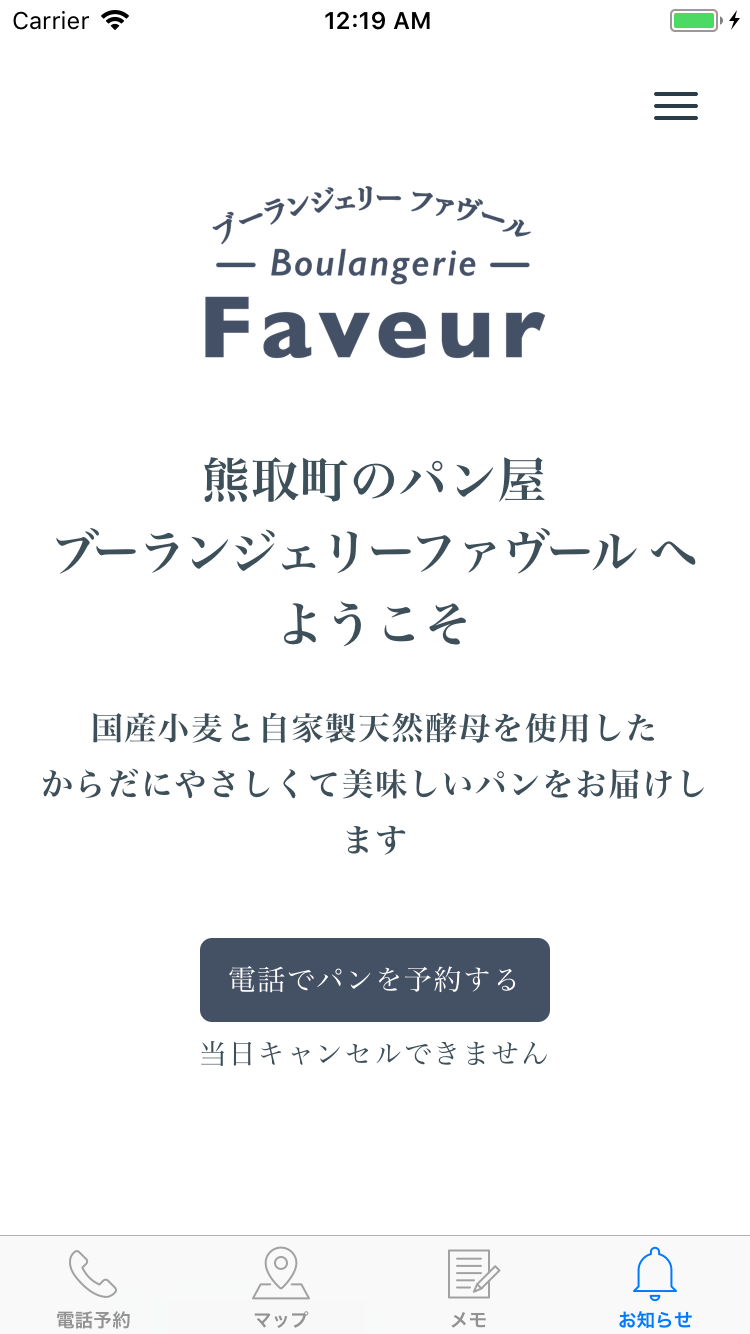 Carrier 12:19 AM
ブーランジェリー ファヴール
Boulangerie
Faveur
熊取町のパン屋
ブーランジェリーファヴール へ
ようこそ
国産小麦と自家製天然酵母を使用した
からだにやさしくて美味しいパンをお届けし
ます
電話でパンを予約する
当日キャンセルできません
電話予約 マップ メモ お知らせ